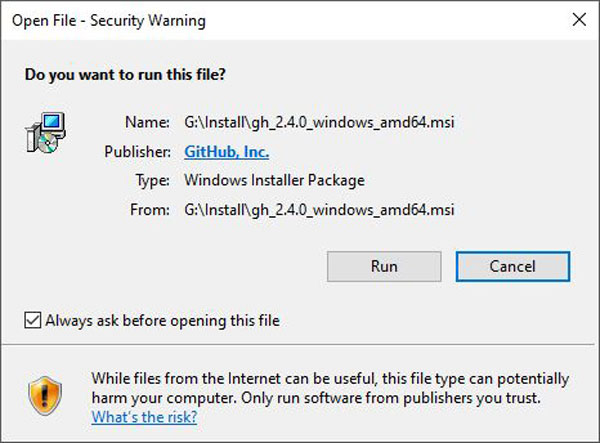 Open File - Security Warning
Do you want to run this file?
Name: G:\Install\gh_2.4.0_windows_amd64.msi
Publisher: GitHub, Inc.
Type: Windows Installer Package
From: G:\Install\gh_2.4.0_windows_amd64.msi
Run Cancel
Always ask before opening this file
While files from the Internet can be useful, this file type can potentially
harm your computer. Only run software from publishers you trust.
What's the risk?